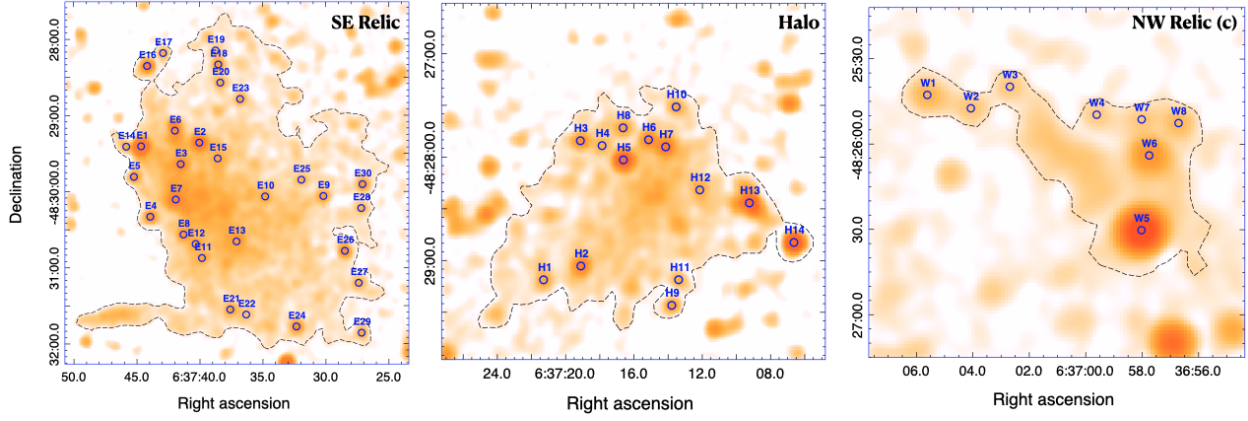 SE Relic
Halo
NW Relic (c)
Declination
28:00.0
29:00.0
48:30:00.0
31:00.0
32:00.0
E17
E16
E19
E18
E20
E23
E6
E14
E1
E2
E3
E15
E5
E7
E10
E25
E9
E30
E28
E4
E8
E12
E11
E13
E26
E27
E21
E22
E24
E29
50.0
45.0
6:37:40.0
35.0
30.0
25.0
Right ascension
27:00.0
48:28:00.0
29:00.0
H10
H8
H3
H4
H6
H7
H5
H12
H13
H14
H1
H2
H11
H9
24.0
6:37:20.0
16.0
12.0
08.0
Right ascension
25:30.0
48:26:00.0
30.0
27:00.0
W1
W2
W3
W4
W7
W8
W6
W5
06.0
04.0
02.0
6:37:00.0
58.0
36:56.0
Right ascension